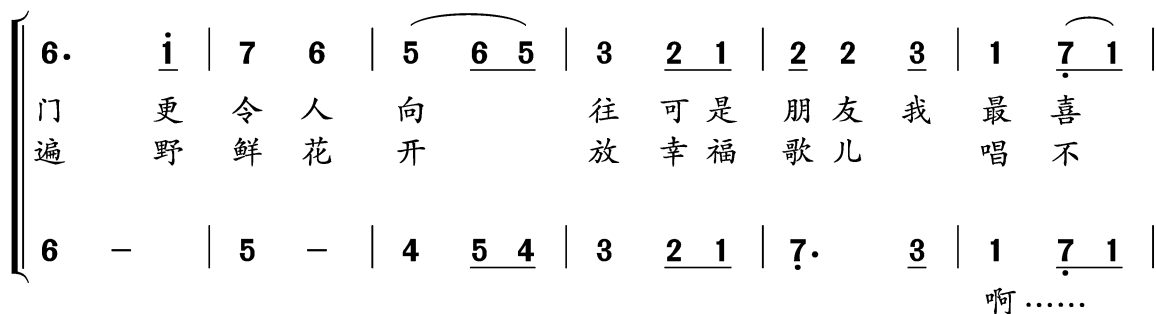 6· i̇ | 7 6 | 5 6 5 | 3 2 1 | 2 2 3 | 1 7̣ 1 |
门 更 令 人 向 往 可 是 朋 友 我 最 喜
遍 野 鲜 花 开 放 幸 福 歌 儿 唱 不
6 – | 5 – | 4 5 4 | 3 2 1 | 7̣· 3 | 1 7̣ 1 |
啊……